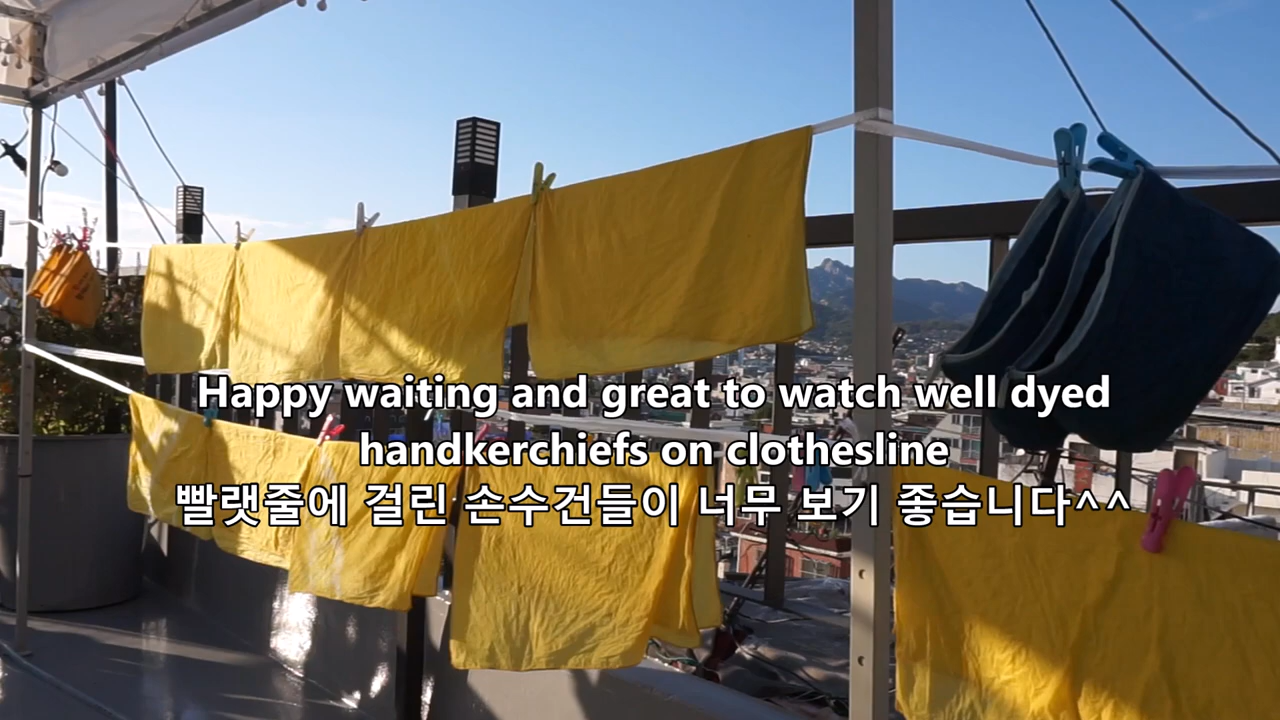 Happy waiting and great to watch well dyed
handkerchiefs on clothesline
빨랫줄에 걸린 손수건들이 너무 보기 좋습니다^^